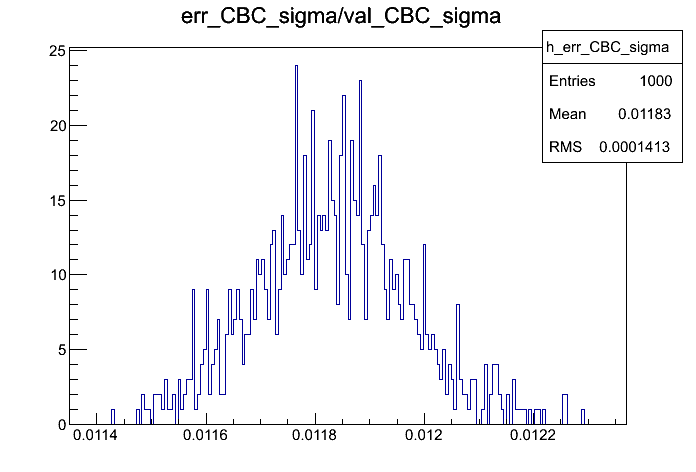 err_CBC_sigma/val_CBC_sigma
h_err_CBC_sigma
Entries 1000
Mean 0.01183
RMS 0.0001413
25
20
15
10
5
0
0.0114 0.0116 0.0118 0.012 0.0122